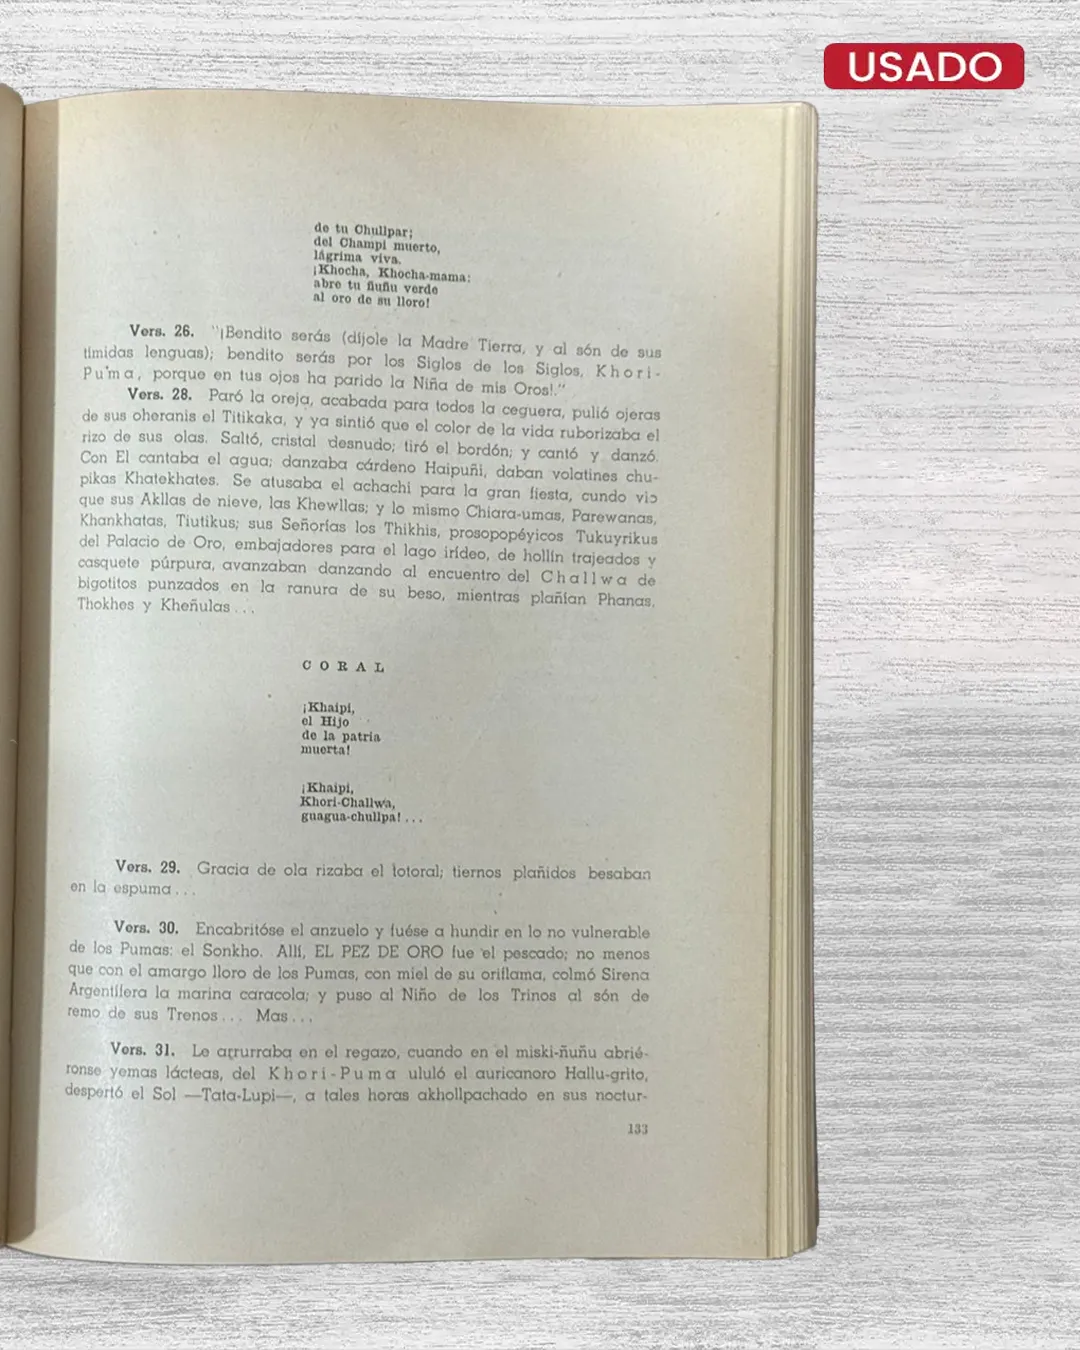 USADO
de tu Chullpar;
del Champi muerto,
lágrima viva.
¡Khocha, Khocha-mama:
abre tu ñuñu verde
al oro de su lloro!
Vers. 26. "¡Bendito serás (díjole la Madre Tierra, y al són de sus
tímidas lenguas); bendito serás por los Siglos de los Siglos, Khori-
Puma, porque en tus ojos ha parido la Niña de mis Oros!."
Vers. 28. Paró la oreja, acabada para todos la ceguera, pulió ojeras
de sus oheranis el Titikaka, y ya sintió que el color de la vida ruborizaba el
rizo de sus olas. Saltó, cristal desnudo; tiró el bordón; y cantó y danzó.
Con El cantaba el agua; danzaba cárdeno Haipuñi, daban volatines chu-
pikas Khatekhates. Se atusaba el achachi para la gran fiesta, cundo vio
que sus Akllas de nieve, las Khewllas; y lo mismo Chiara-umas, Parewanas,
Khankhatas, Tiutikus; sus Señorías los Thikhis, prosopopéyicos Tukuyrikus
del Palacio de Oro, embajadores para el lago irídeo, de hollín trajeados y
casquete púrpura, avanzaban danzando al encuentro del Challwa de
bigotitos punzados en la ranura de su beso, mientras plañían Phanas,
Thokhos y Kheñulas...
CORAL
¡Khaipi,
el Hijo
de la patria
muerta!
¡Khaipi,
Khori-Challwa,
guagua-chullpa!...
Vers. 29. Gracia de ola rizaba el totoral; tiernos plañidos besaban
en la espuma...
Vers. 30. Encabritóse el anzuelo y fuése a hundir en lo no vulnerable
de los Pumas: el Sonkho. Allí, EL PEZ DE ORO fue el pescado; no menos
que con el amargo lloro de los Pumas, con miel de su oriflama, colmó Sirena
Argentífera la marina caracola; y puso al Niño de los Trinos al són de
remo de sus Trenos... Mas...
Vers. 31. Le arrurraba en el regazo, cuando en el miski-ñuñu abrié-
ronse yemas lácteas, del Khori-Puma ululó el auricanoro Hallu-grito,
despertó el Sol —Tata-Lupi—, a tales horas akhollpachado en sus noctur-
133